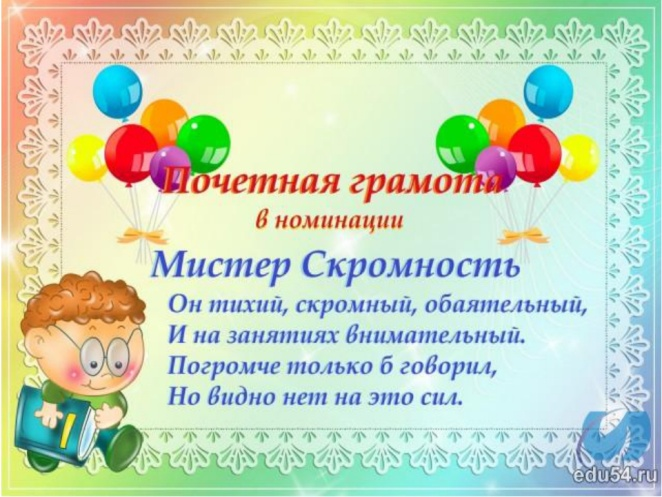 Почетная грамота
в номинации
Мистер Скромность
Он тихий, скромный, обаятельный,
И на занятиях внимательный.
Погромче только б говорил,
Но видно нет на это сил.
edu54.ru